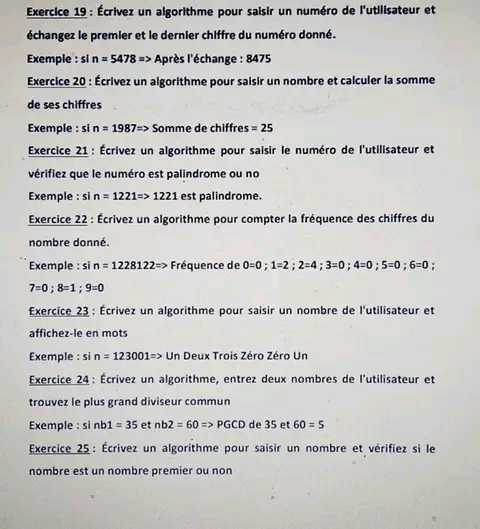 Exercice 19 : Écrivez un algorithme pour saisir un numéro de l'utilisateur et
échangez le premier et le dernier chiffre du numéro donné.
Exemple : si n = 5478 => Après l'échange : 8475
Exercice 20 : Écrivez un algorithme pour saisir un nombre et calculer la somme
de ses chiffres
Exemple : si n = 1987=> Somme de chiffres = 25
Exercice 21 : Écrivez un algorithme pour saisir le numéro de l'utilisateur et
vérifiez que le numéro est palindrome ou no
Exemple : si n = 1221=> 1221 est palindrome.
Exercice 22 : Écrivez un algorithme pour compter la fréquence des chiffres du
nombre donné.
Exemple : si n = 1228122=> Fréquence de 0=0 ; 1=2 ; 2=4 ; 3=0 ; 4=0 ; 5=0 ; 6=0 ;
7=0 ; 8=1 ; 9=0
Exercice 23 : Écrivez un algorithme pour saisir un nombre de l'utilisateur et
affichez-le en mots
Exemple : si n = 123001=> Un Deux Trois Zéro Zéro Un
Exercice 24 : Écrivez un algorithme, entrez deux nombres de l'utilisateur et
trouvez le plus grand diviseur commun
Exemple : si nb1 = 35 et nb2 = 60 => PGCD de 35 et 60 = 5
Exercice 25 : Écrivez un algorithme pour saisir un nombre et vérifiez si le
nombre est un nombre premier ou non